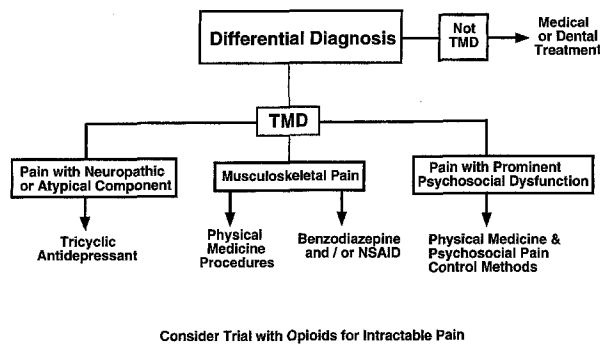 Differential Diagnosis
Not
TMD
Medical
or Dental
Treatment
TMD
Pain with Neuropathic
or Atypical Component
Musculoskeletal Pain
Pain with Prominent
Psychosocial Dysfunction
Tricyclic
Antidepressant
Physical
Medicine
Procedures
Benzodiazepine
and / or NSAID
Physical Medicine &
Psychosocial Pain
Control Methods
Consider Trial with Opioids for Intractable Pain